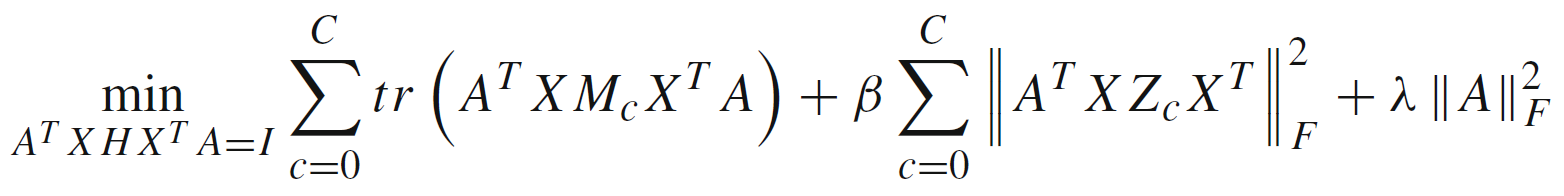 \min_{A^T X H X^T A = I} \sum_{c=0}^{C} tr \left( A^T X M_c X^T A \right) + \beta \sum_{c=0}^{C} \left\| A^T X Z_c X^T \right\|_F^2 + \lambda \left\| A \right\|_F^2